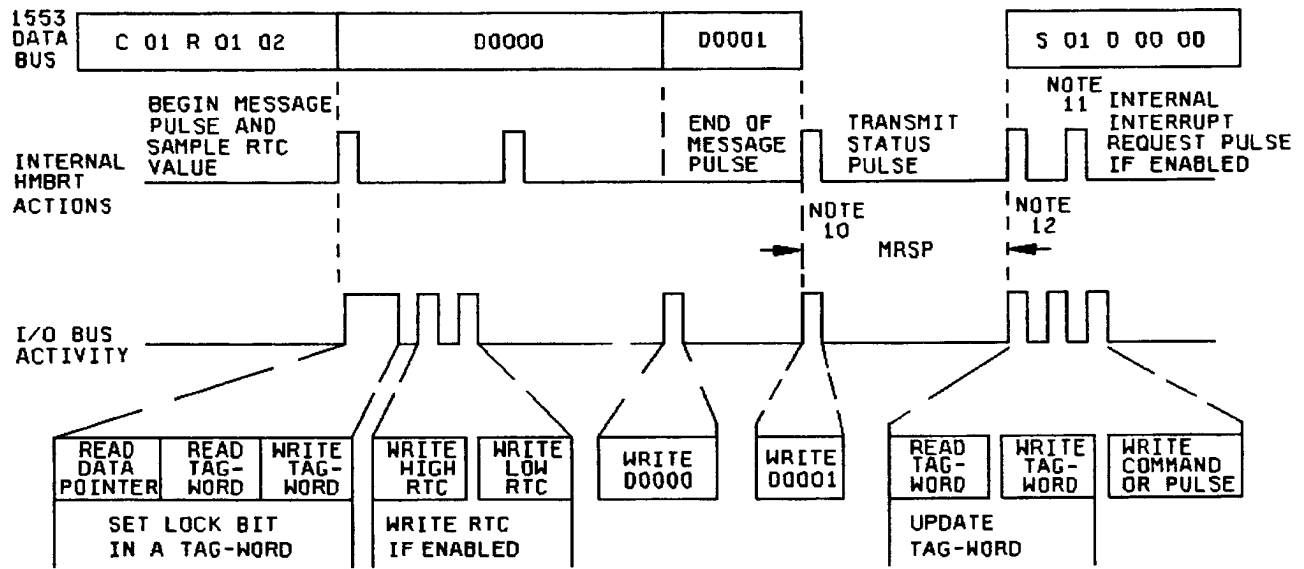 1553 DATA BUS
C 01 R 01 02
D0000
D0001
S 01 D 00 00
BEGIN MESSAGE
PULSE AND
SAMPLE RTC
VALUE
END OF
MESSAGE
PULSE
TRANSMIT
STATUS
PULSE
NOTE
11
INTERNAL
INTERRUPT
REQUEST PULSE
IF ENABLED
INTERNAL
HMBRT
ACTIONS
NOTE
10
NOTE
12
MRSP
I/O BUS
ACTIVITY
READ
DATA
POINTER
READ
TAG-
WORD
WRITE
TAG-
WORD
WRITE
HIGH
RTC
WRITE
LOW
RTC
WRITE
D0000
WRITE
D0001
READ
TAG-
WORD
WRITE
TAG-
WORD
WRITE
COMMAND
OR PULSE
SET LOCK BIT
IN A TAG-WORD
WRITE RTC
IF ENABLED
UPDATE
TAG-WORD